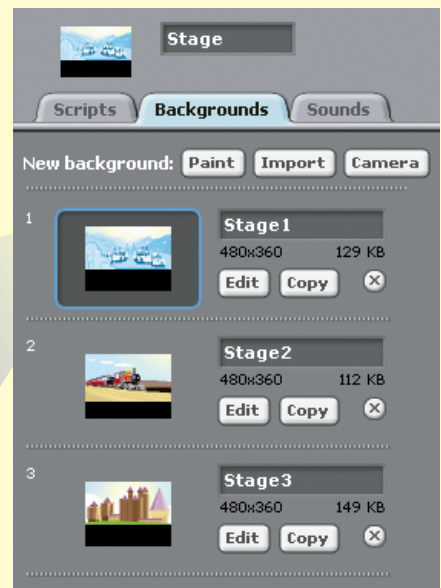 Stage
Scripts Backgrounds Sounds
New background: Paint Import Camera
1
Stage1
480x360 129 KB
Edit Copy
2
Stage2
480x360 112 KB
Edit Copy
3
Stage3
480x360 149 KB
Edit Copy